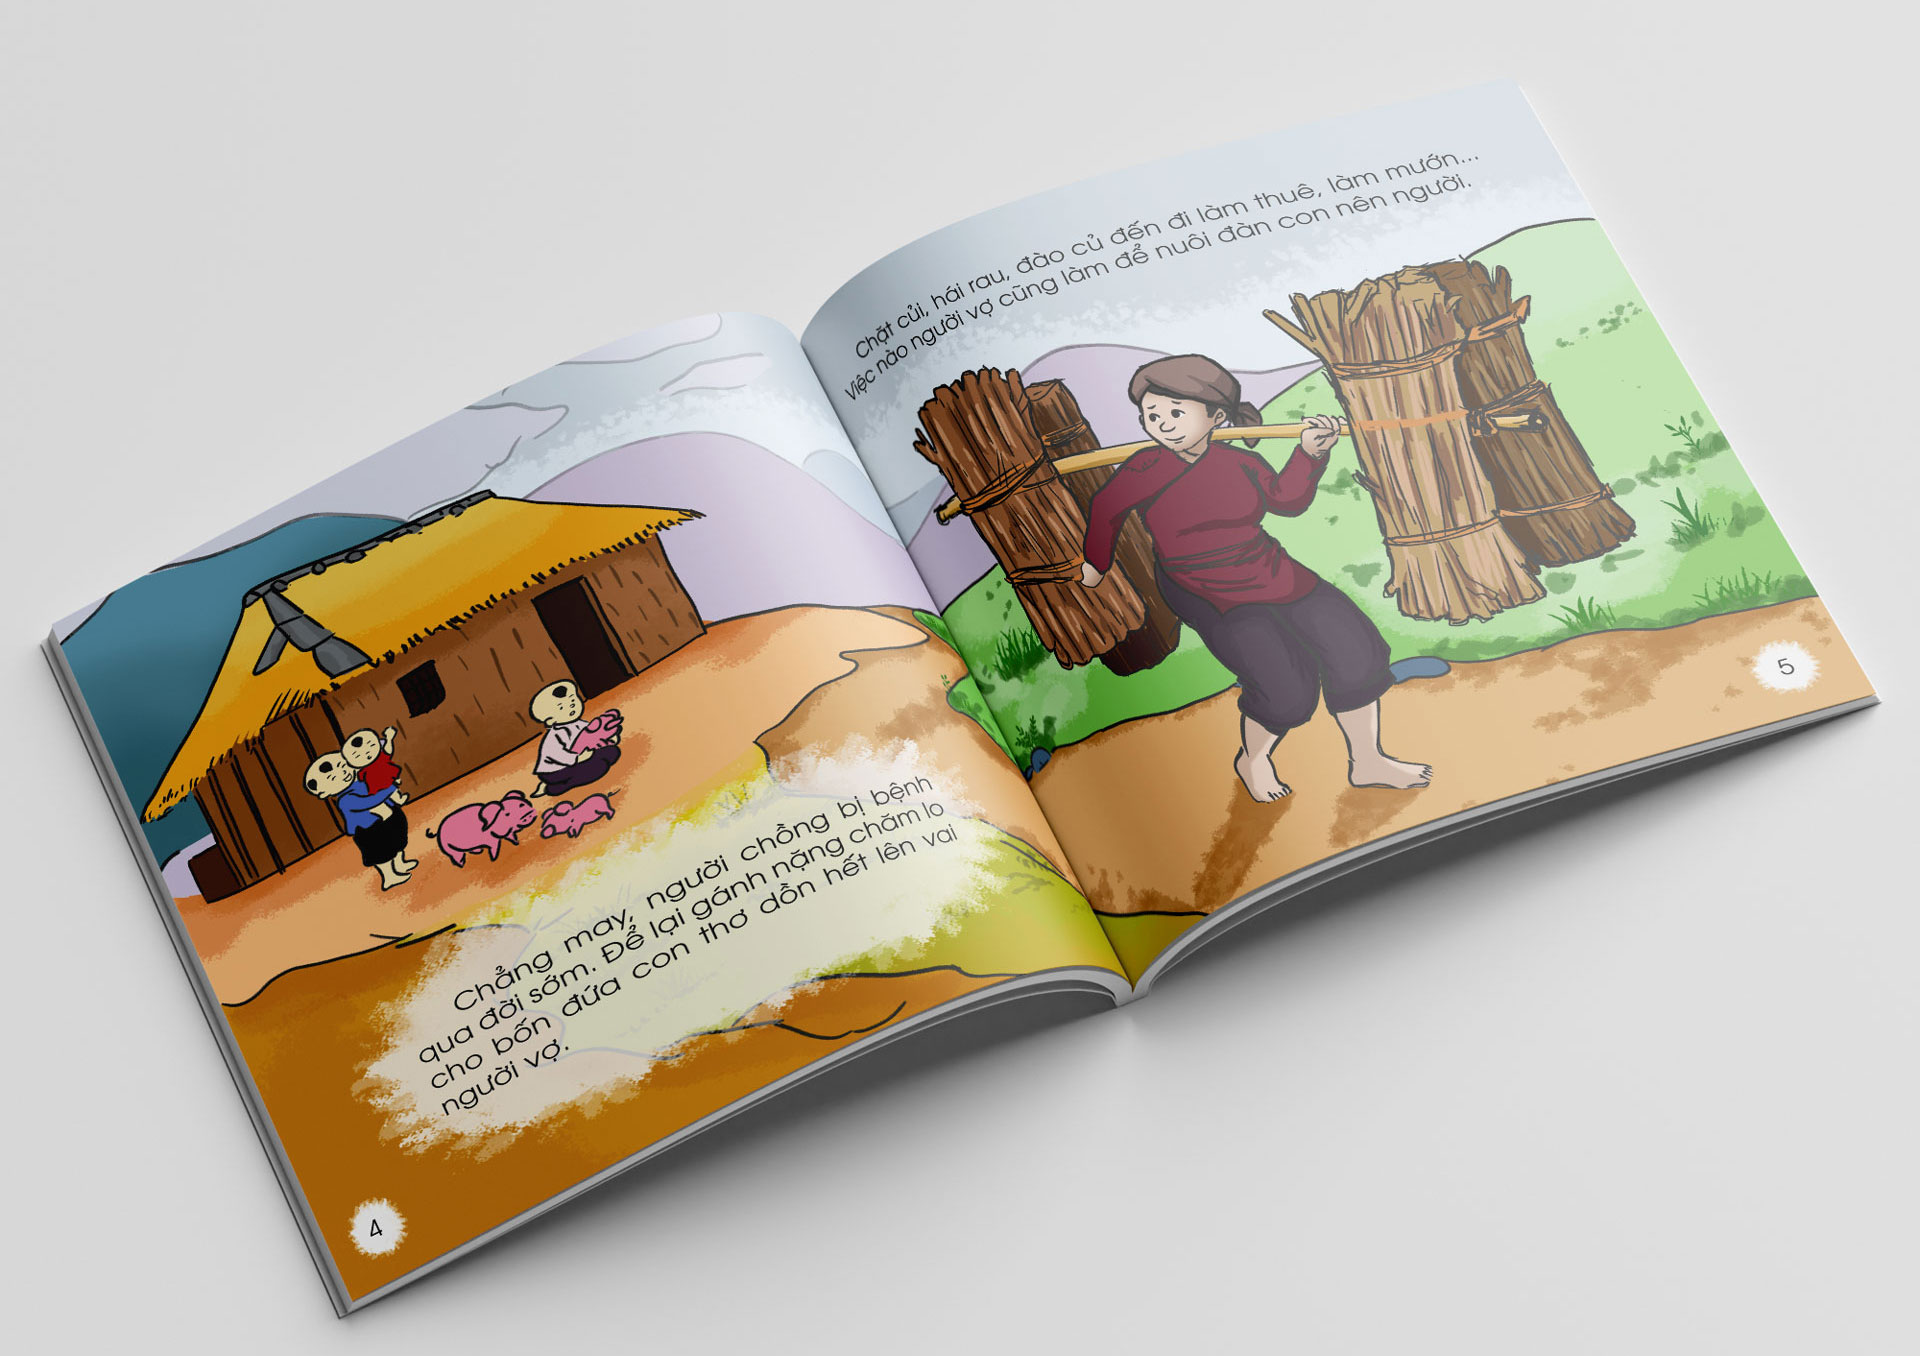 Chẳng may, người chồng bị bệnh
qua đời sớm. Để lại gánh nặng chăm lo
cho bốn đứa con thơ dồn hết lên vai
người vợ.
4
Chặt củi, hái rau, đào củ đến đi làm thuê, làm mướn...
Việc nào người vợ cũng làm để nuôi đàn con nên người.
5